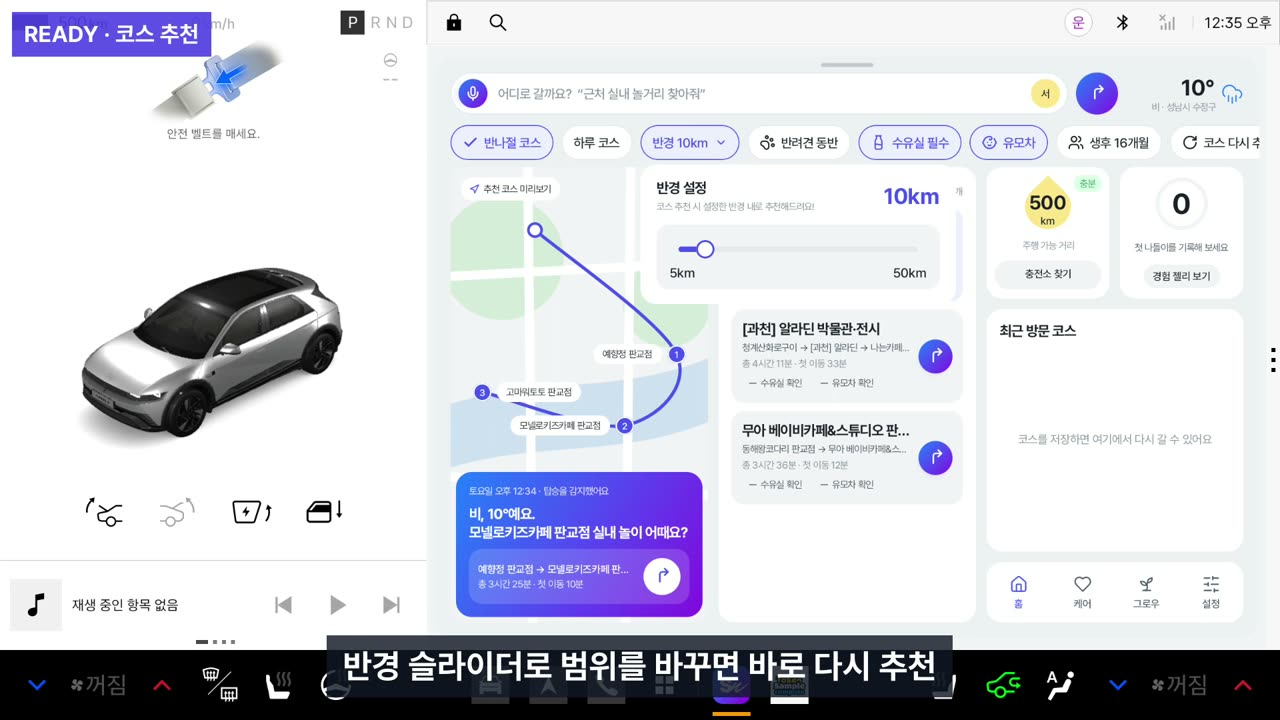 READY · 코스 추천
P R N D
안전 벨트를 매세요.
재생 중인 항목 없음
운
12:35 오후
어디로 갈까요? “근처 실내 놀거리 찾아줘”
서
10°
비 · 성남시 수정구
반나절 코스
하루 코스
반경 10km
반려견 동반
수유실 필수
유모차
생후 16개월
코스 다시 추
추천 코스 미리보기
예향정 판교점
1
3
고마워토토 판교점
모넬로키즈카페 판교점
2
토요일 오후 12:34 · 탑승을 감지했어요
비, 10°예요.
모넬로키즈카페 판교점 실내 놀이 어때요?
예향정 판교점 → 모넬로키즈카페 판...
총 3시간 25분 · 첫 이동 10분
반경 설정
코스 추천 시 설정한 반경 내로 추천해드려요!
10km
개
5km
50km
[과천] 알라딘 박물관·전시
청계산화로구이 → [과천] 알라딘 → 나는카페...
총 4시간 11분 · 첫 이동 33분
수유실 확인
유모차 확인
무아 베이비카페&스튜디오 판...
동해왕코다리 판교점 → 무아 베이비카페&스...
총 3시간 36분 · 첫 이동 12분
수유실 확인
유모차 확인
충분
500
km
주행 가능 거리
충전소 찾기
0
첫 나들이를 기록해 보세요
경험 젤리 보기
최근 방문 코스
코스를 저장하면 여기에서 다시 갈 수 있어요
홈
케어
그로우
설정
반경 슬라이더로 범위를 바꾸면 바로 다시 추천
꺼짐
A
꺼짐